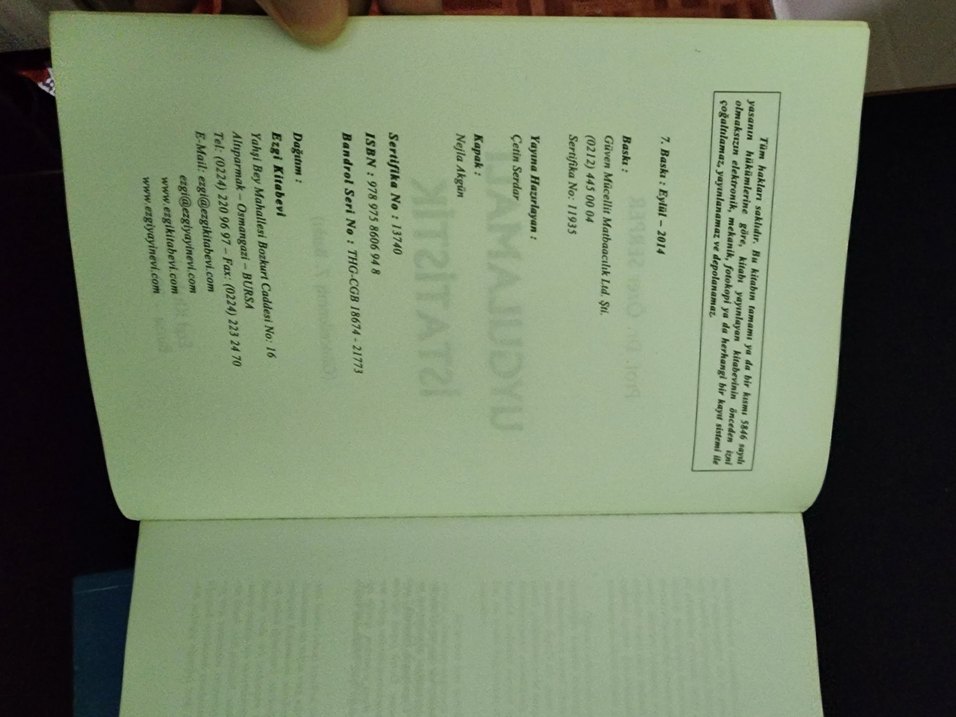 Tüm hakları saklıdır. Bu kitabın tamamı ya da bir kısmı 5846 sayılı
yasanın hükümlerine göre, kitabı yayınlayan kitabevinin önceden izni
olmaksızın elektronik, mekanik, fotokopi ya da herhangi bir kayıt sistemi ile
çoğaltılamaz, yayınlanamaz ve depolanamaz.
7. Baskı : Eylül – 2014
Baskı :
Güven Mücellit Matbaacılık Ltd. Şti.
(0212) 445 00 04
Sertifika No: 11935
Yayına Hazırlayan :
Çetin Serdar
Kapak :
Nejla Akgün
Sertifika No : 13740
ISBN : 978 975 8606 94 8
Bandrol Seri No : THG-CGB 18674 - 21773
Dağıtım :
Ezgi Kitabevi
Yahşi Bey Mahallesi Bozkurt Caddesi No: 16
Altıparmak – Osmangazi – BURSA
Tel: (0224) 220 96 97 – Fax: (0224) 223 24 70
E-Mail: ezgi@ezgikitabevi.com
ezgi@ezgiyayinevi.com
www.ezgikitabevi.com
www.ezgiyayinevi.com
UYGULAMALI
İSTATİSTİK